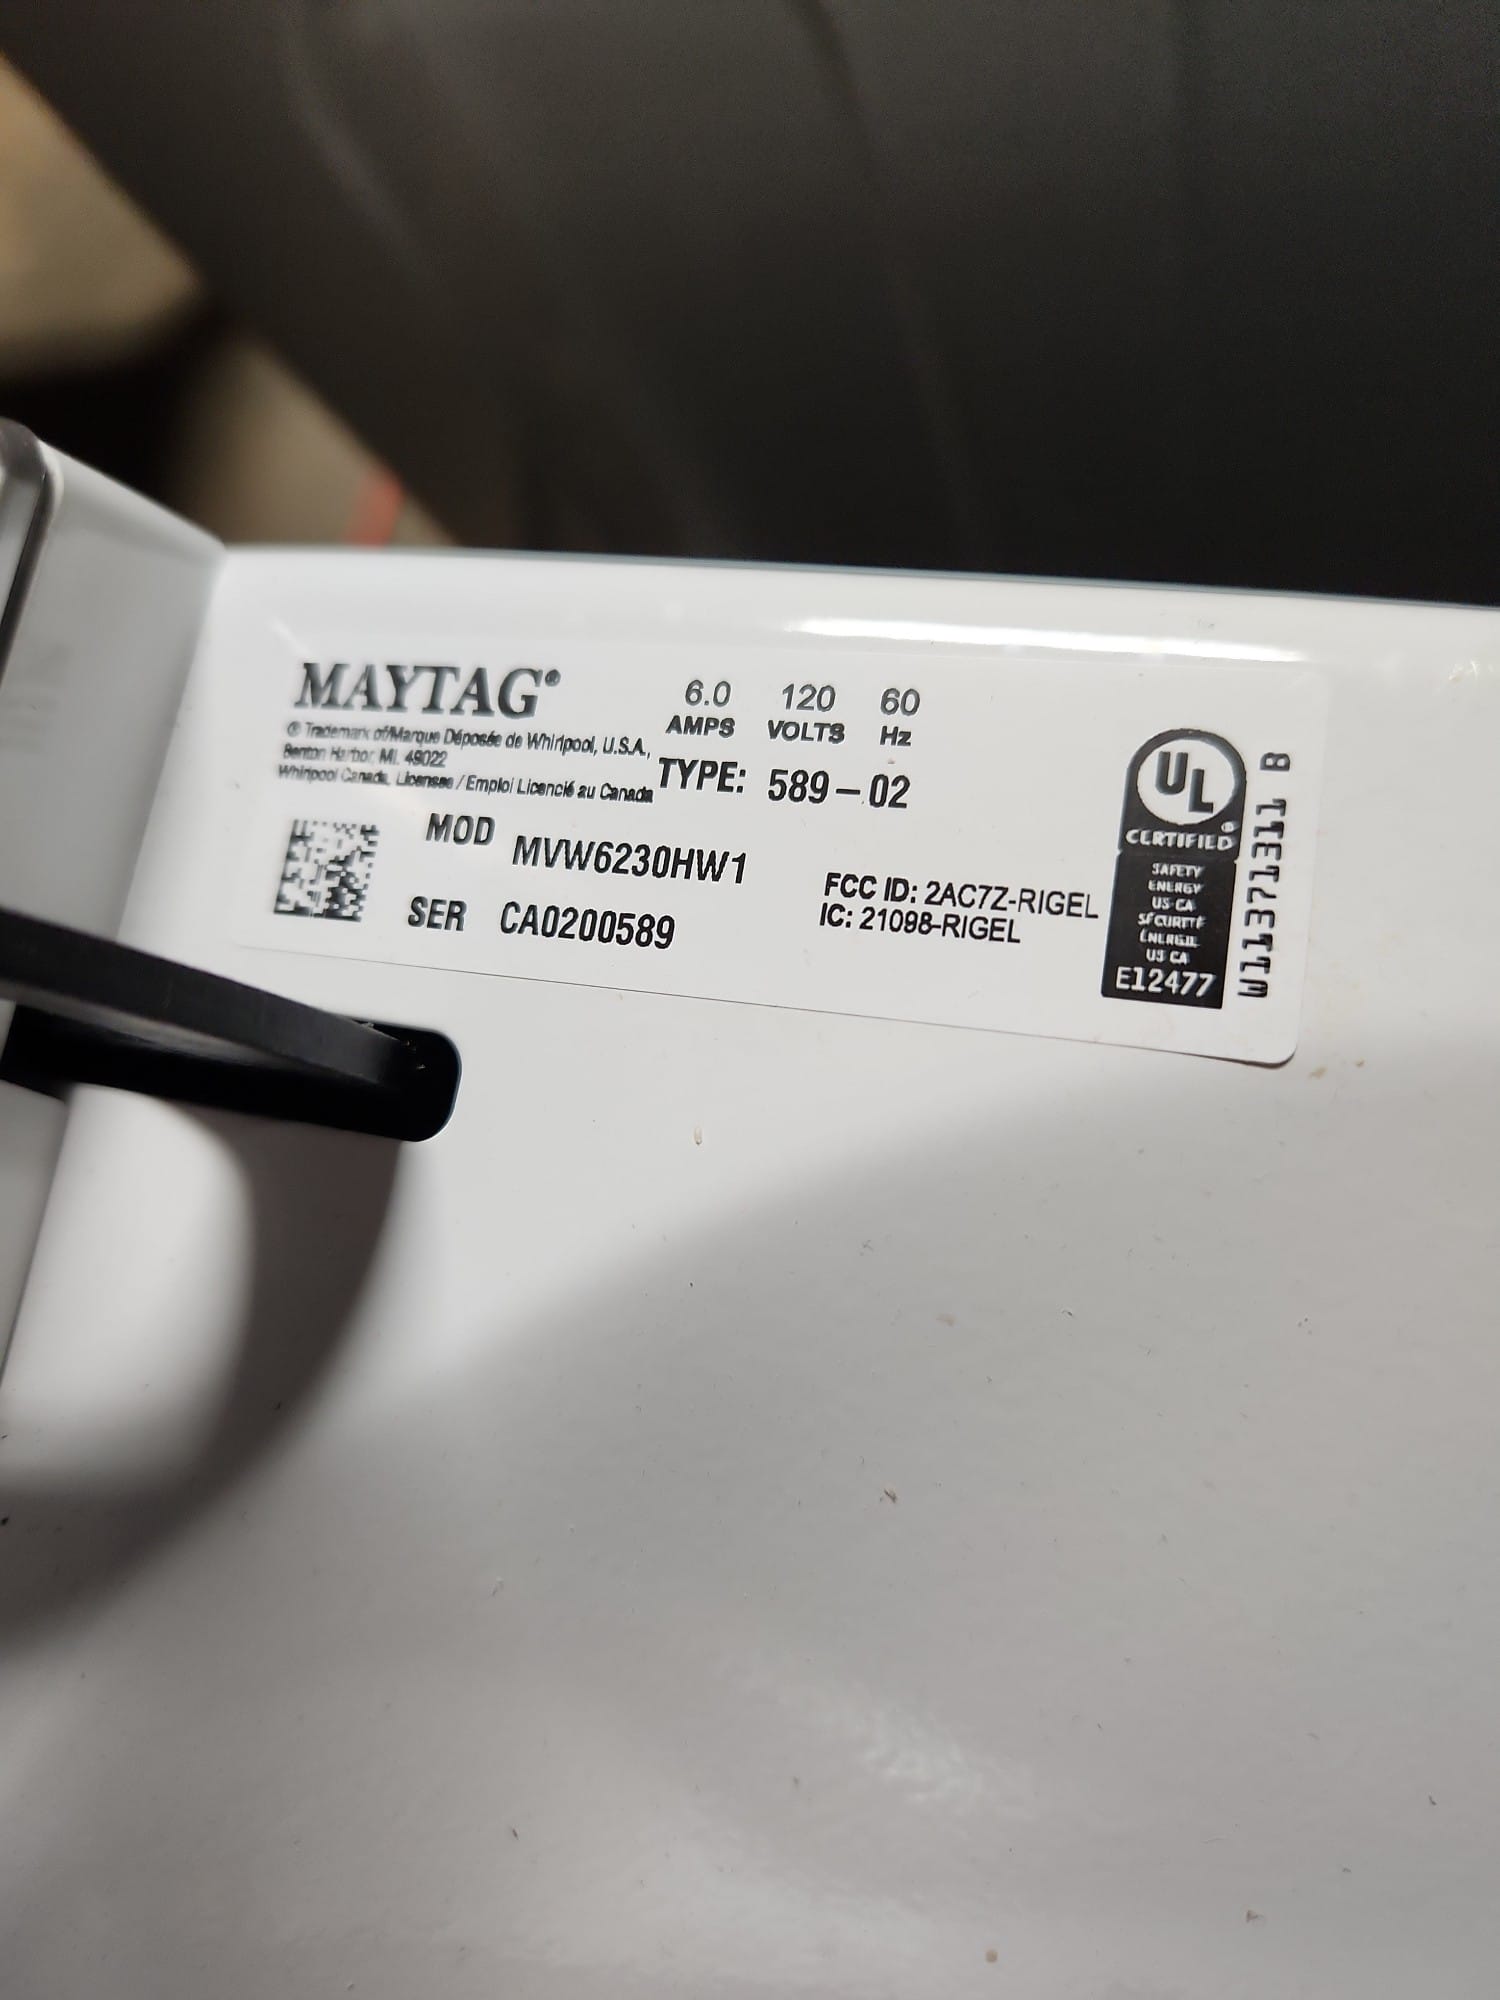 MAYTAG®
® Trademark of/Marque Déposée de Whirlpool, U.S.A.,
Benton Harbor, MI. 49022
Whirlpool Canada, Licensee / Emploi Licencié au Canada
6.0 120 60
AMPS VOLTS Hz
TYPE: 589-02
MOD MVW6230HW1
SER CA0200589
FCC ID: 2AC7Z-RIGEL
IC: 21098-RIGEL
UL
CERTIFIED®
SAFETY
ENERGY
US CA
SÉCURITÉ
ÉNERGIE
US CA
E12477
W11371311 B